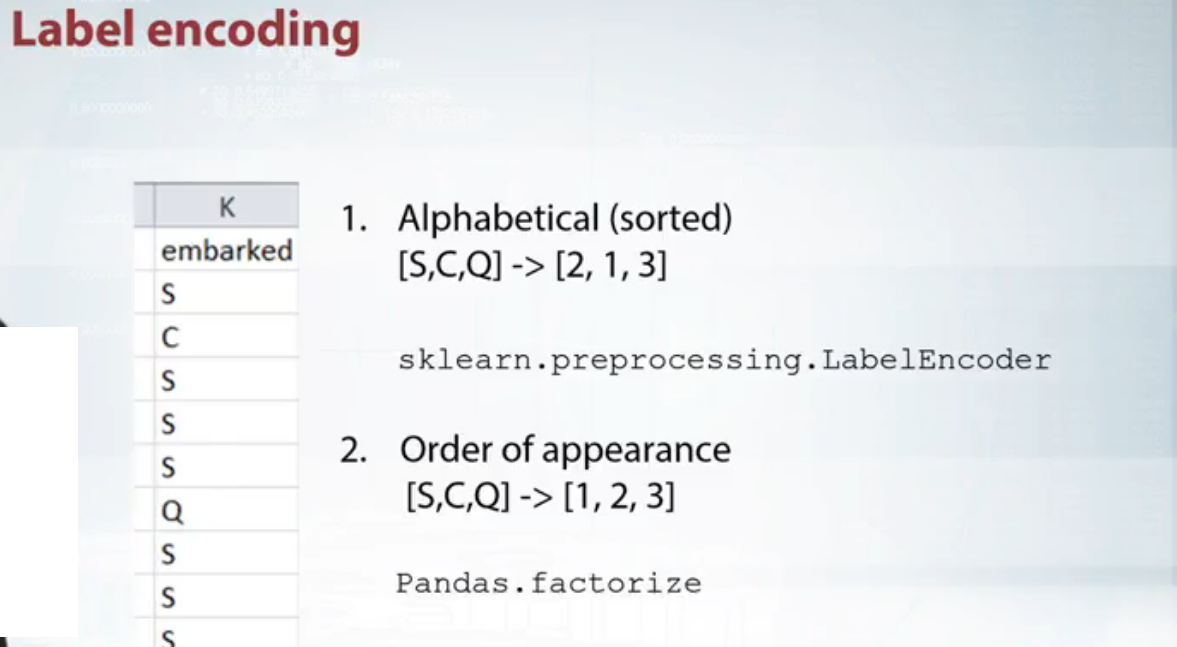 Label encoding
K
embarked
S
C
S
S
S
Q
S
S
S
1. Alphabetical (sorted)
[S,C,Q] -> [2, 1, 3]
sklearn.preprocessing.LabelEncoder
2. Order of appearance
[S,C,Q] -> [1, 2, 3]
Pandas.factorize